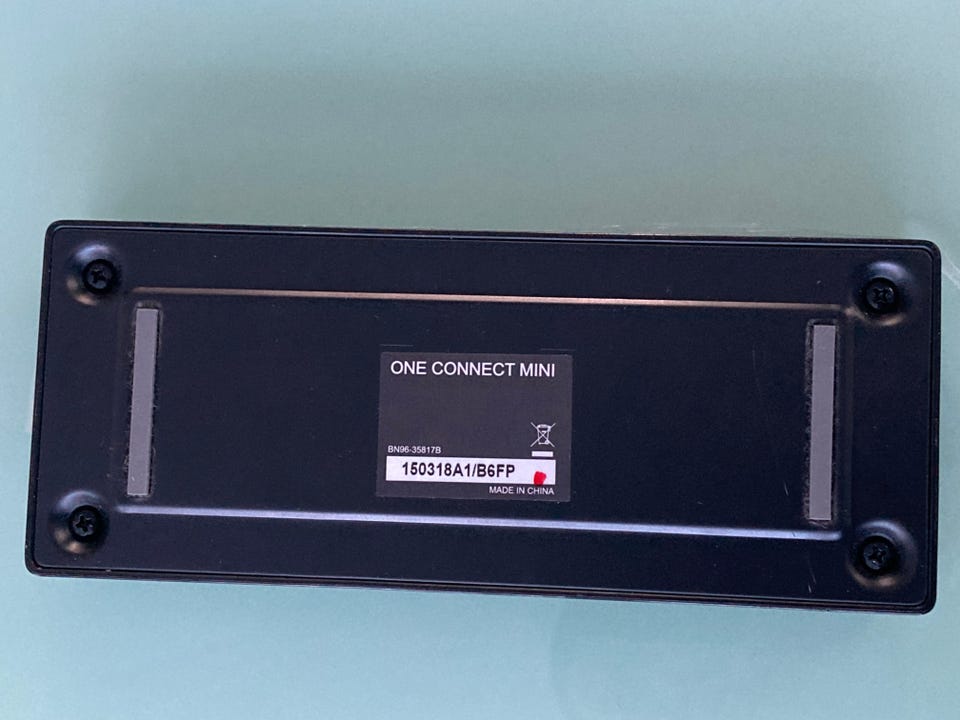 ONE CONNECT MINI
BN96-35817B
150318A1/B6FP
MADE IN CHINA